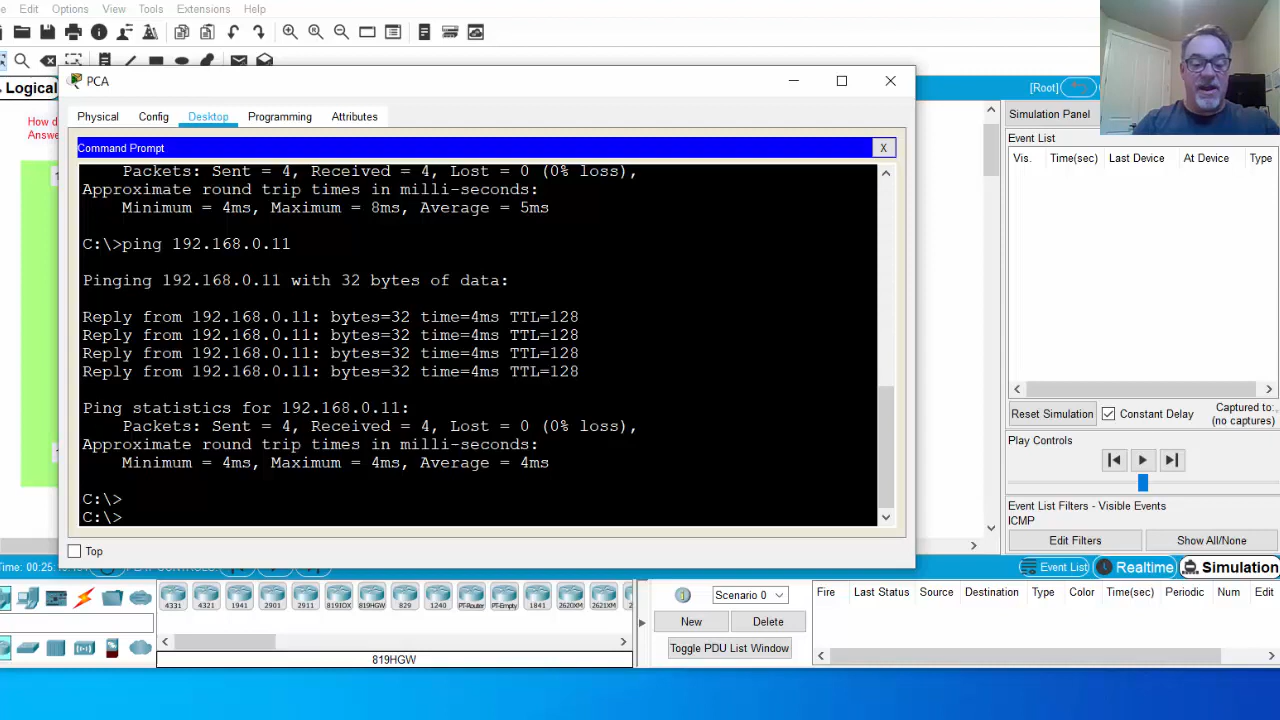 Edit Options Tools Extensions Help
Logical
[Root]
How d
Answe
PCA
Physical Config Desktop Programming Attributes
Command Prompt
X
Packets: Sent = 4, Received = 4, Lost = 0 (0% loss),
Approximate round trip times in milli-seconds:
Minimum = 4ms, Maximum = 8ms, Average = 5ms
C:\>ping 192.168.0.11
Pinging 192.168.0.11 with 32 bytes of data:
Reply from 192.168.0.11: bytes=32 time=4ms TTL=128
Reply from 192.168.0.11: bytes=32 time=4ms TTL=128
Reply from 192.168.0.11: bytes=32 time=4ms TTL=128
Reply from 192.168.0.11: bytes=32 time=4ms TTL=128
Ping statistics for 192.168.0.11:
Packets: Sent = 4, Received = 4, Lost = 0 (0% loss),
Approximate round trip times in milli-seconds:
Minimum = 4ms, Maximum = 4ms, Average = 4ms
C:\>
C:\>
Top
Simulation Panel
Event List
Vis. Time(sec) Last Device At Device Type
Reset Simulation Constant Delay Captured to:
(no captures)
Play Controls
Event List Filters - Visible Events
ICMP
Edit Filters Show All/None
Event List Realtime Simulation
4331 4321 1941 2901 2911 819IOX 819HGW 829 1240 PT-Router PT-Empty 1841 2620XM 2621XM
819HGW
Scenario 0
New Delete
Toggle PDU List Window
Fire Last Status Source Destination Type Color Time(sec) Periodic Num Edit